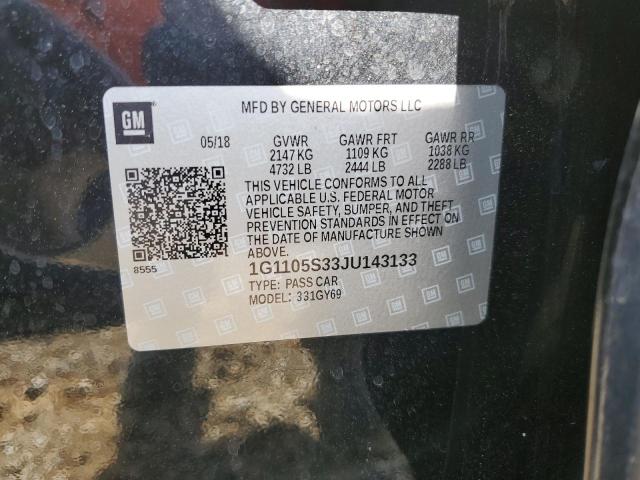 MFD BY GENERAL MOTORS LLC
GM
05/18 GVWR GAWR FRT GAWR RR
2147 KG 1109 KG 1038 KG
4732 LB 2444 LB 2288 LB
THIS VEHICLE CONFORMS TO ALL
APPLICABLE U.S. FEDERAL MOTOR
VEHICLE SAFETY, BUMPER, AND THEFT
PREVENTION STANDARDS IN EFFECT ON
THE DATE OF MANUFACTURE SHOWN
ABOVE.
8555
1G1105S33JU143133
TYPE: PASS CAR
MODEL: 331GY69